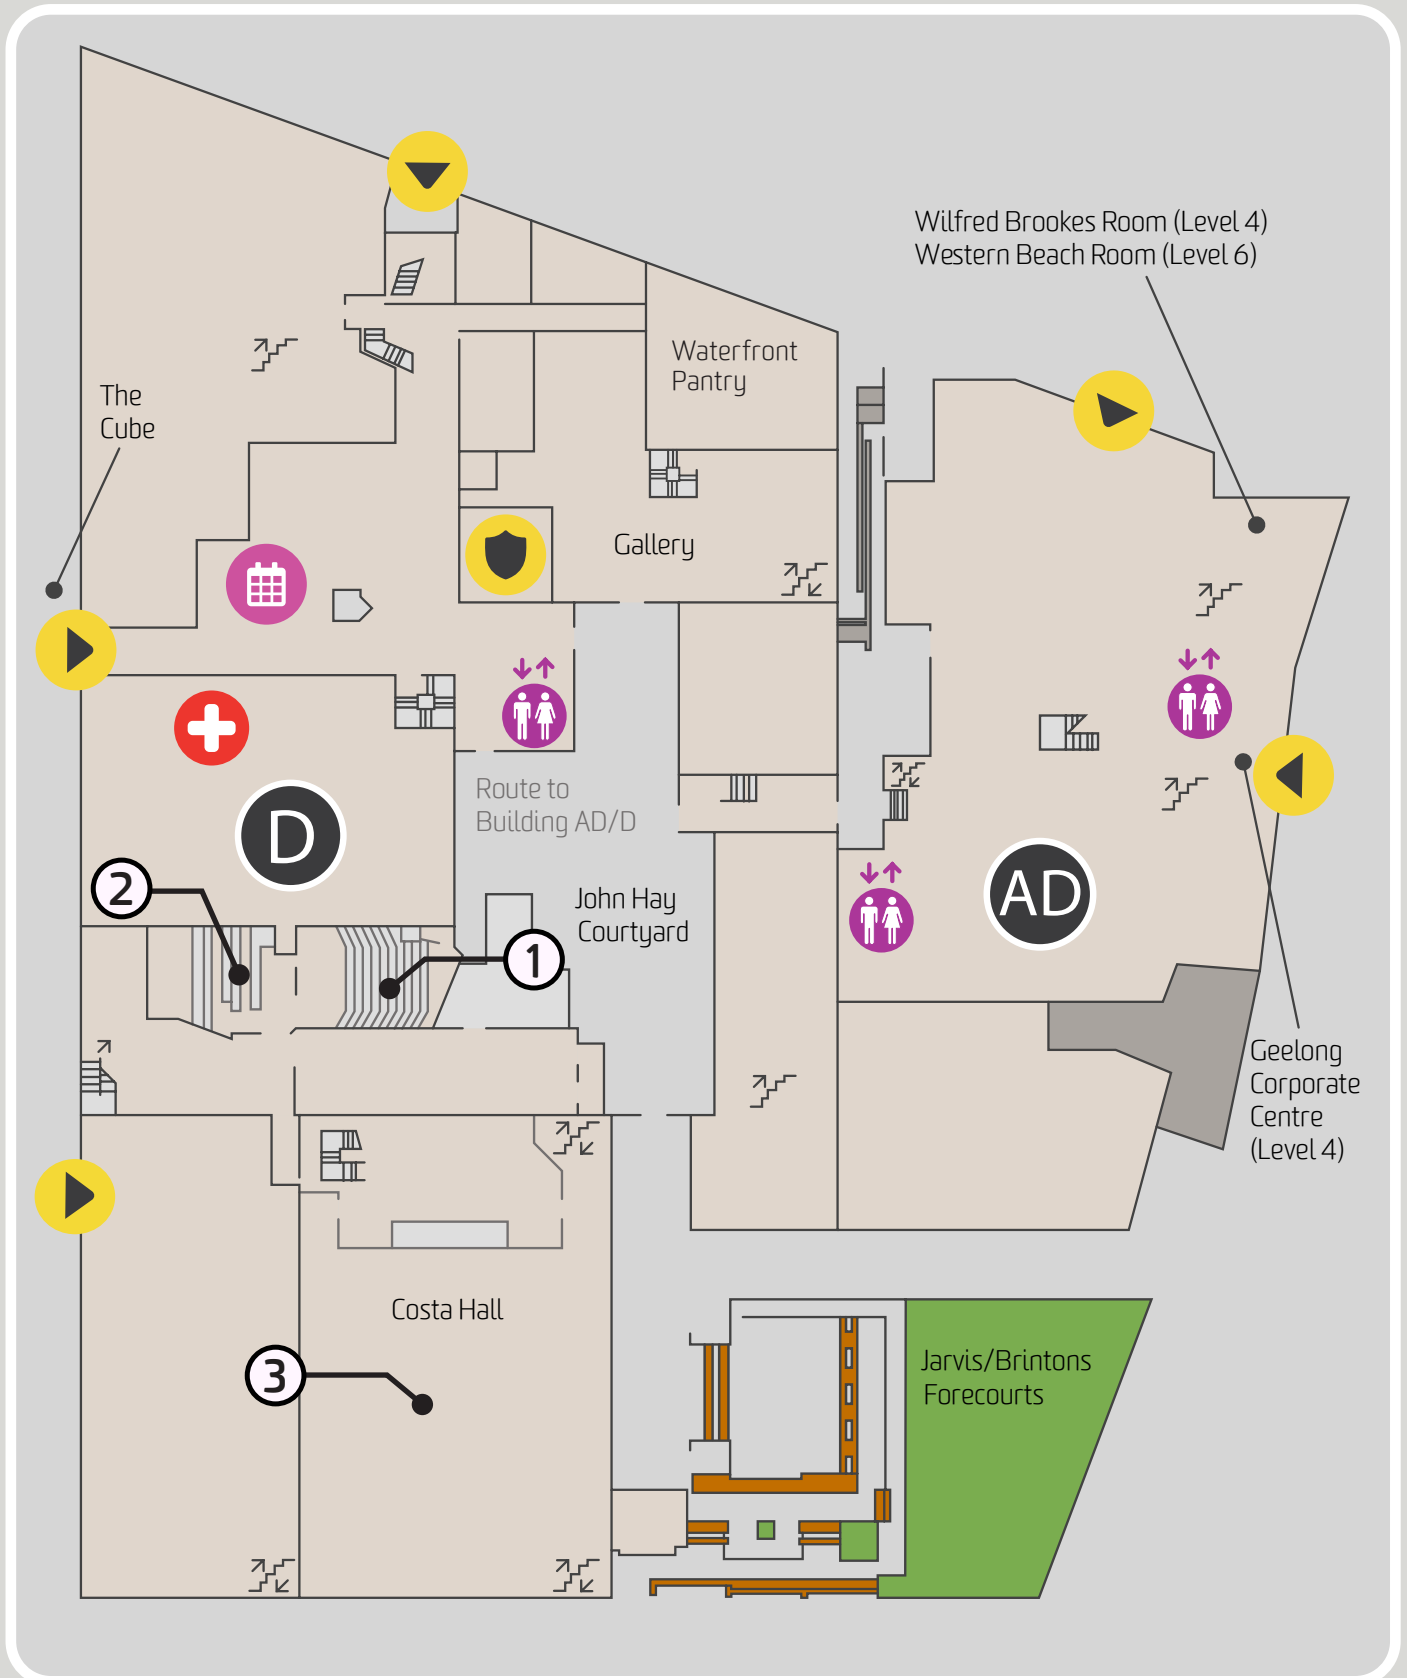 Wilfred Brookes Room (Level 4)
Western Beach Room (Level 6)
Waterfront
Pantry
The
Cube
Gallery
Route to
Building AD/D
D
2
John Hay
Courtyard
AD
1
Geelong
Corporate
Centre
(Level 4)
Costa Hall
3
Jarvis/Brintons
Forecourts